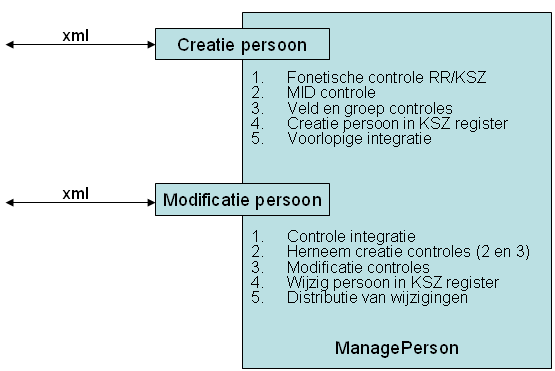 xml
Creatie persoon
1. Fonetische controle RR/KSZ
2. MID controle
3. Veld en groep controles
4. Creatie persoon in KSZ register
5. Voorlopige integratie
xml
Modificatie persoon
1. Controle integratie
2. Herneem creatie controles (2 en 3)
3. Modificatie controles
4. Wijzig persoon in KSZ register
5. Distributie van wijzigingen
ManagePerson